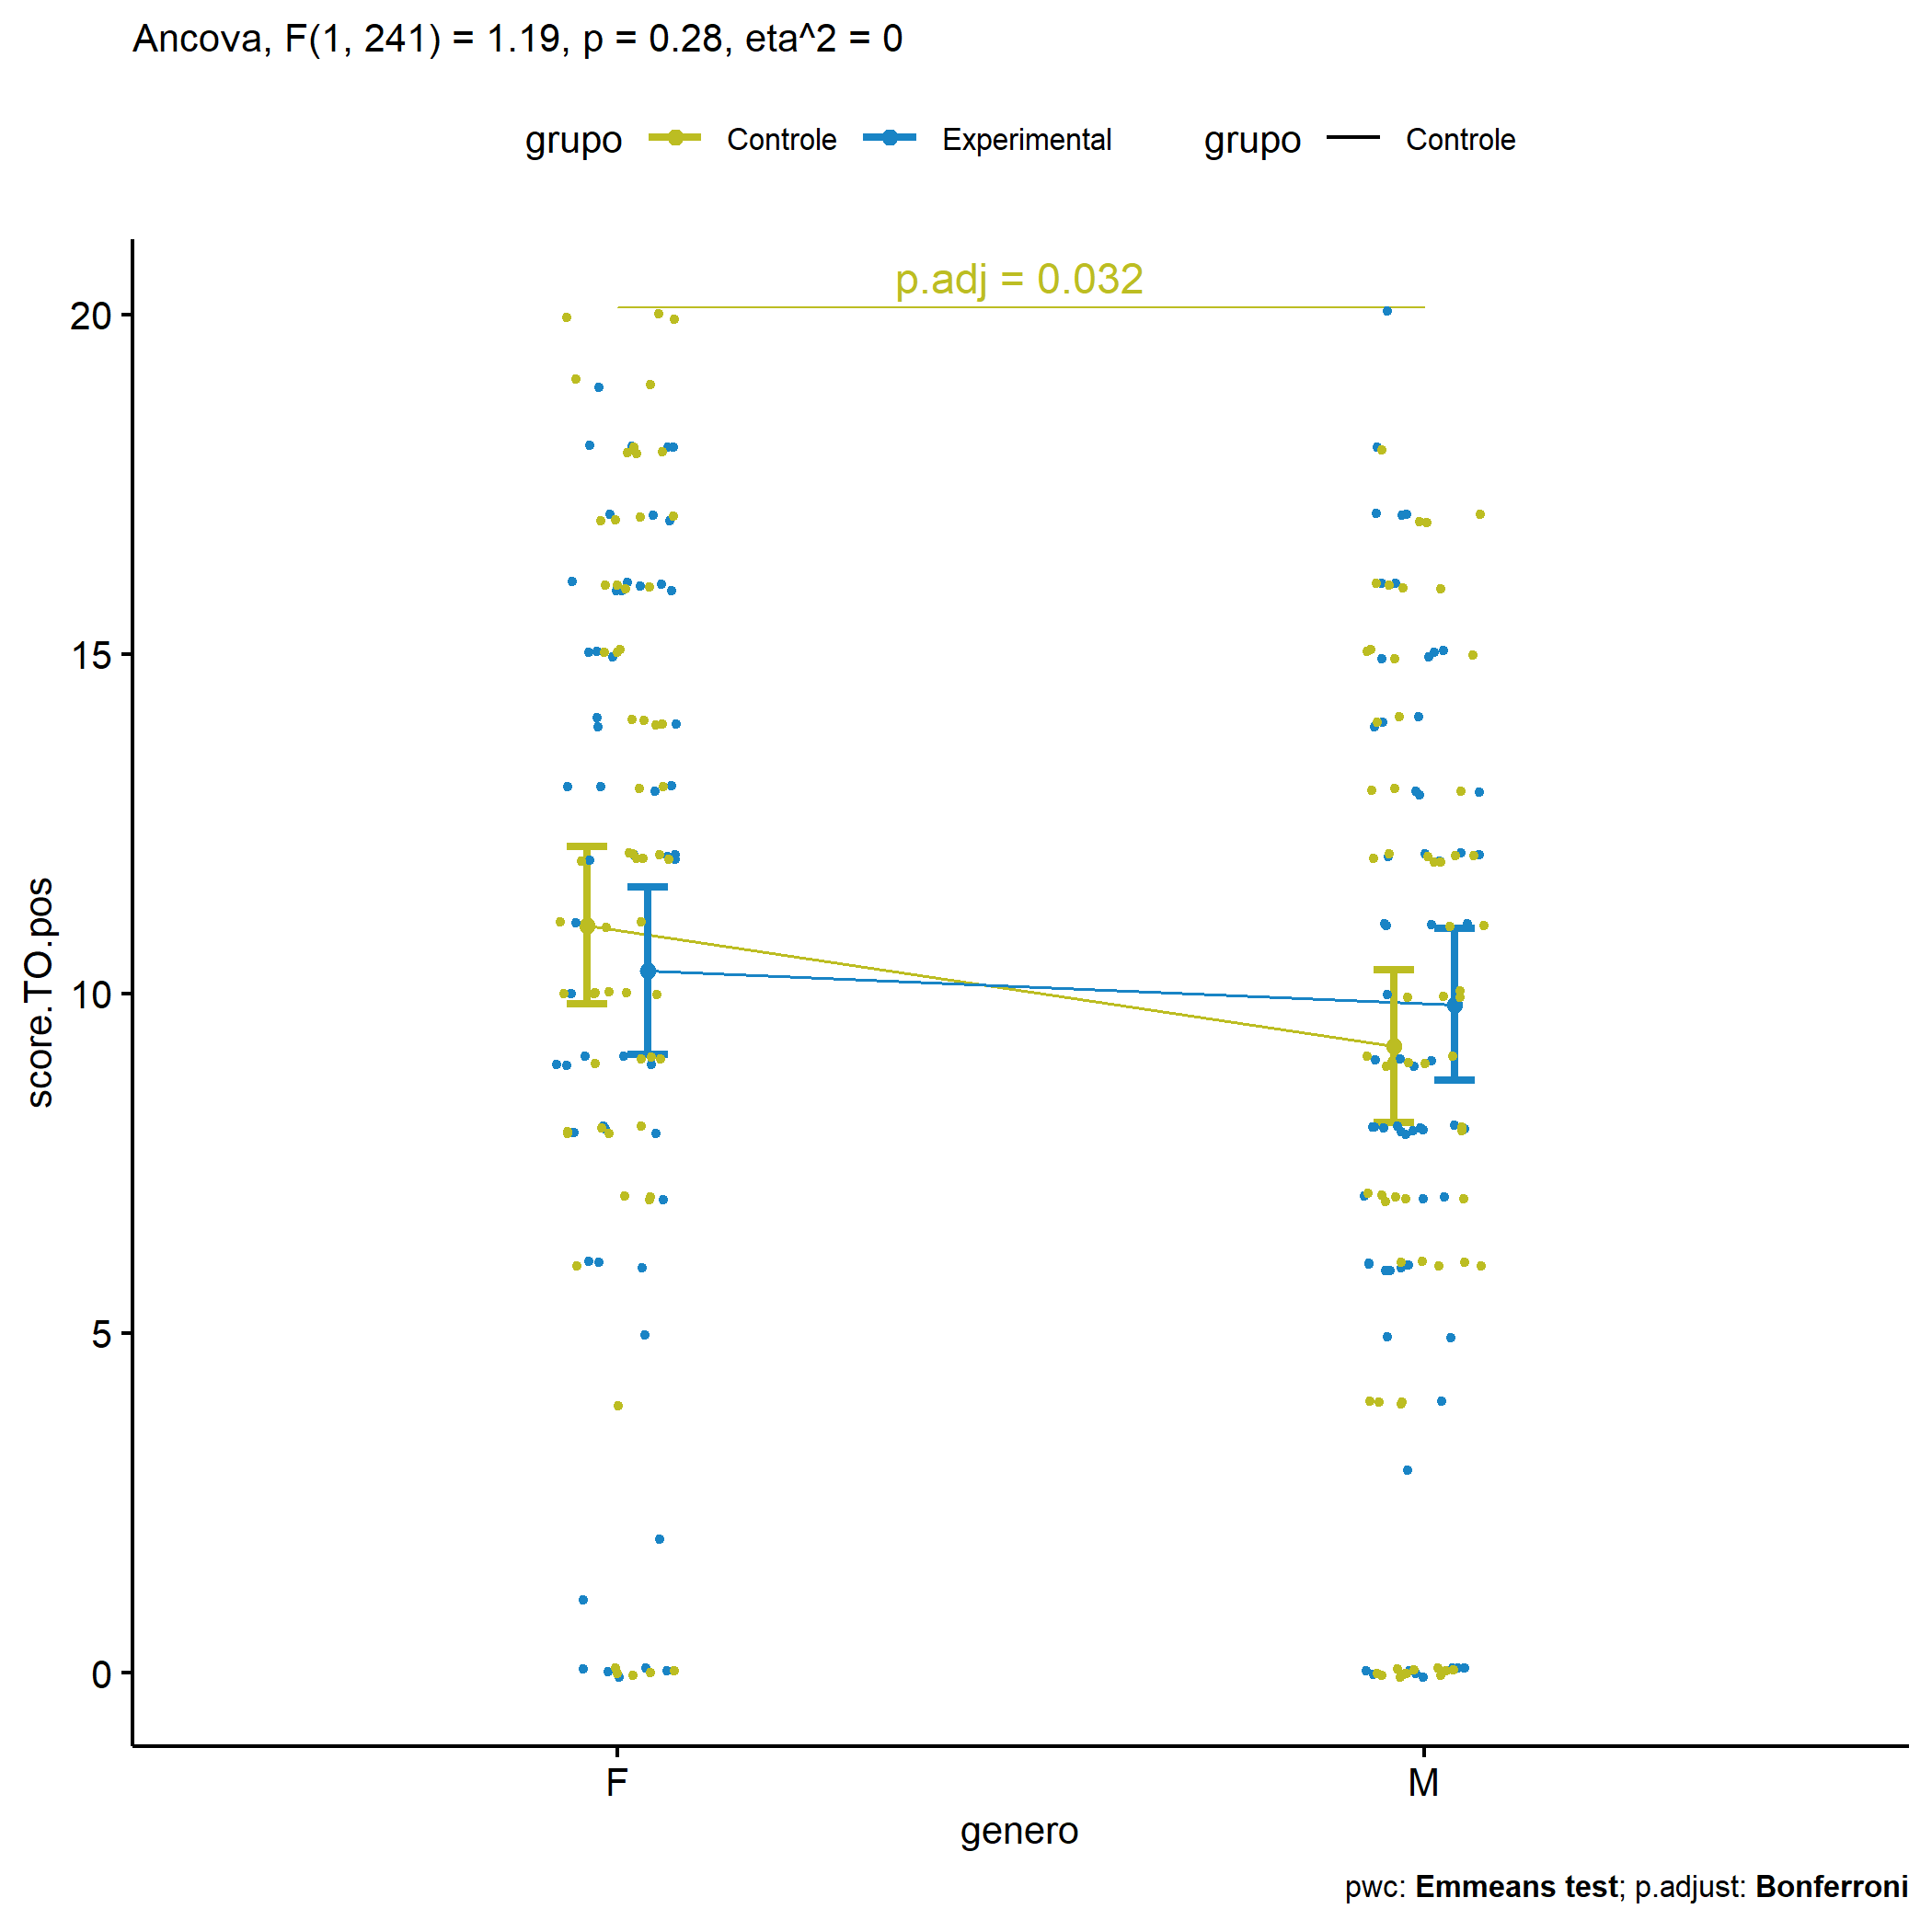 Ancova, F(1, 241) = 1.19, p = 0.28, eta^2 = 0
grupo Controle Experimental grupo Controle
p.adj = 0.032
20
15
10
5
0
score.TO.pos
F M
genero
pwc: Emmeans test; p.adjust: Bonferroni